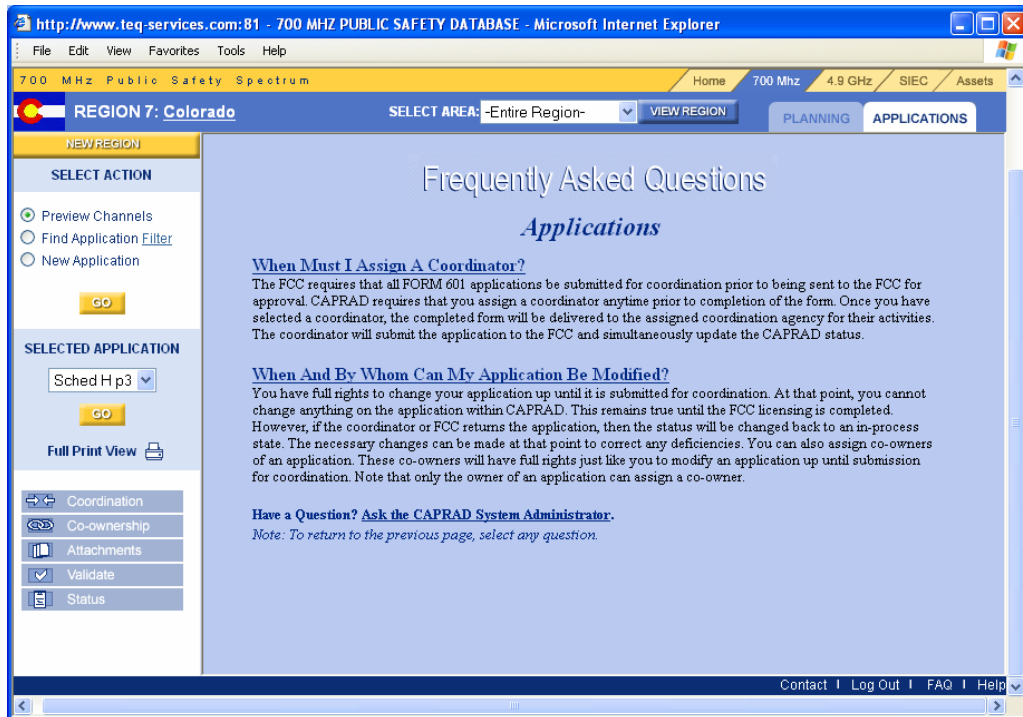 http://www.teq-services.com:81 - 700 MHZ PUBLIC SAFETY DATABASE - Microsoft Internet Explorer
File Edit View Favorites Tools Help
700 MHz Public Safety Spectrum
Home 700 Mhz 4.9 GHz SIEC Assets
REGION 7: Colorado
SELECT AREA: -Entire Region- VIEW REGION
PLANNING APPLICATIONS
NEW REGION
SELECT ACTION
Preview Channels
Find Application Filter
New Application
GO
SELECTED APPLICATION
Sched H p3
GO
Full Print View
Coordination
Co-ownership
Attachments
Validate
Status
Frequently Asked Questions
Applications
When Must I Assign A Coordinator?
The FCC requires that all FORM 601 applications be submitted for coordination prior to being sent to the FCC for
approval. CAPRAD requires that you assign a coordinator anytime prior to completion of the form. Once you have
selected a coordinator, the completed form will be delivered to the assigned coordination agency for their activities.
The coordinator will submit the application to the FCC and simultaneously update the CAPRAD status.
When And By Whom Can My Application Be Modified?
You have full rights to change your application up until it is submitted for coordination. At that point, you cannot
change anything on the application within CAPRAD. This remains true until the FCC licensing is completed.
However, if the coordinator or FCC returns the application, then the status will be changed back to an in-process
state. The necessary changes can be made at that point to correct any deficiencies. You can also assign co-owners
of an application. These co-owners will have full rights just like you to modify an application up until submission
for coordination. Note that only the owner of an application can assign a co-owner.
Have a Question? Ask the CAPRAD System Administrator.
Note: To return to the previous page, select any question.
Contact | Log Out | FAQ | Help